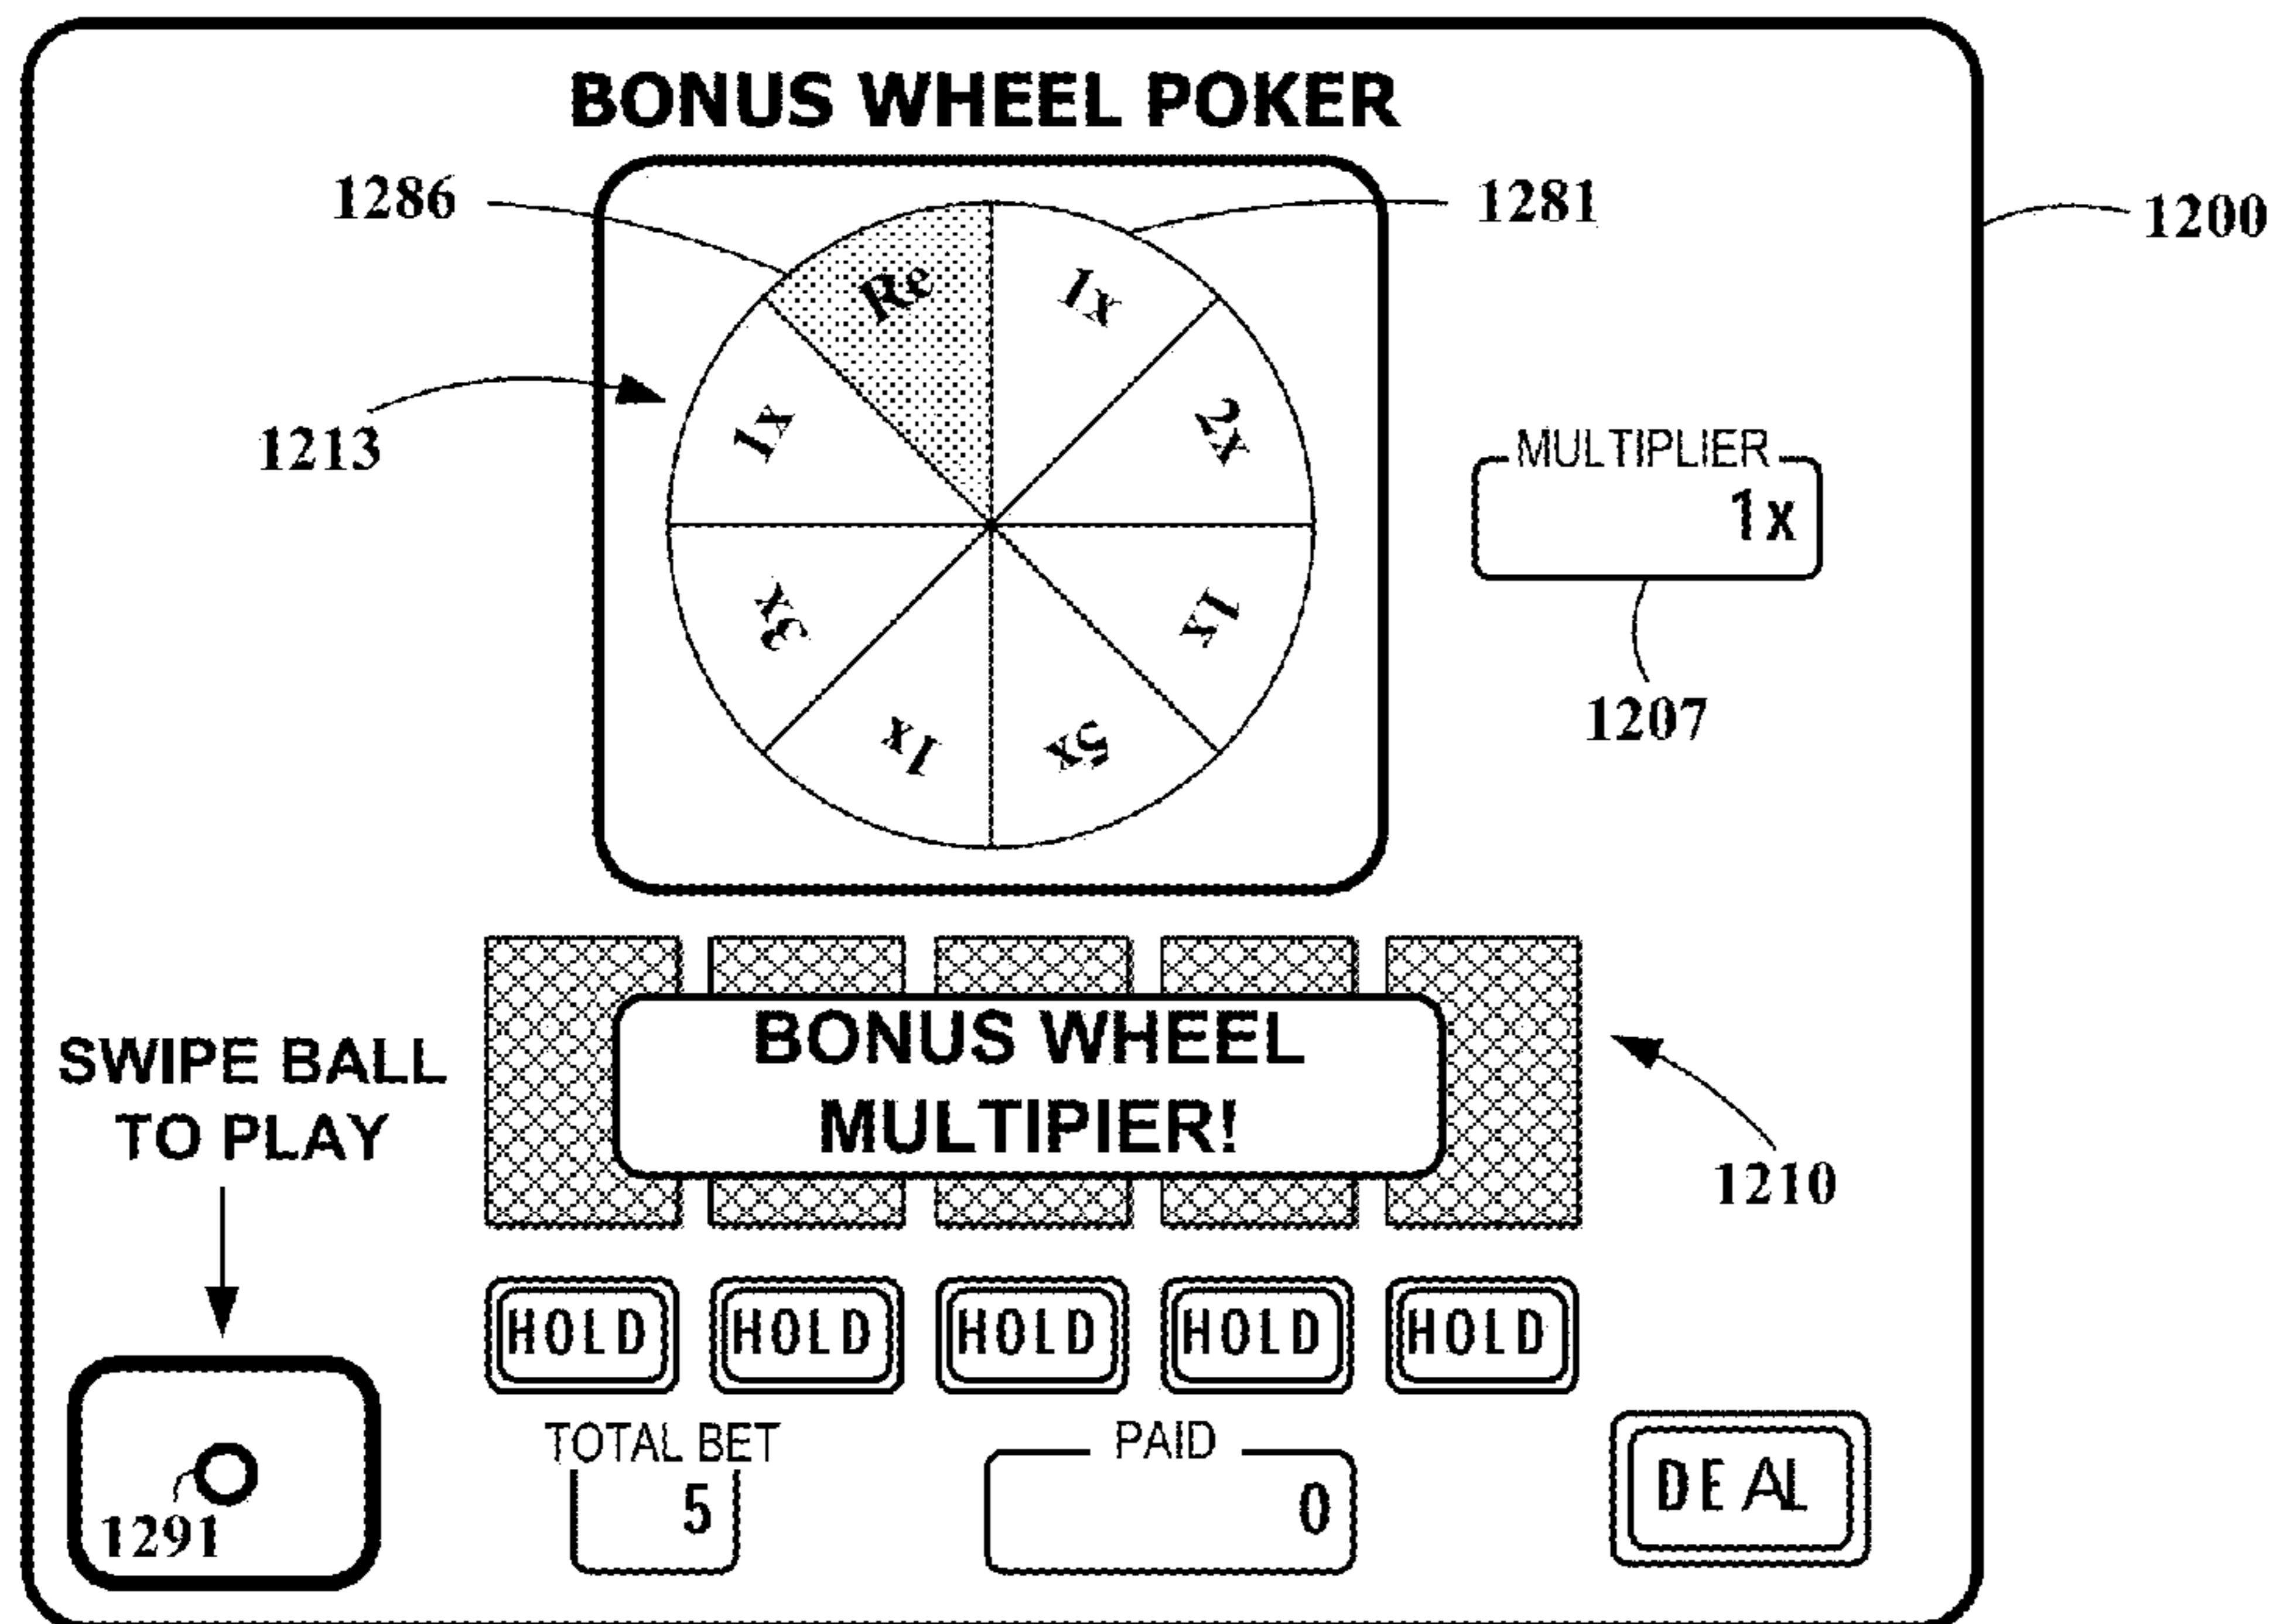 BONUS WHEEL POKER
1286
1281
1200
Re
1x
1x
2x
1213
MULTIPLIER
1x
3x
1x
1207
1x
5x
BONUS WHEEL
MULTIPIER!
SWIPE BALL
TO PLAY
1210
HOLD HOLD HOLD HOLD HOLD
TOTAL BET
5
PAID
0
DEAL
1291